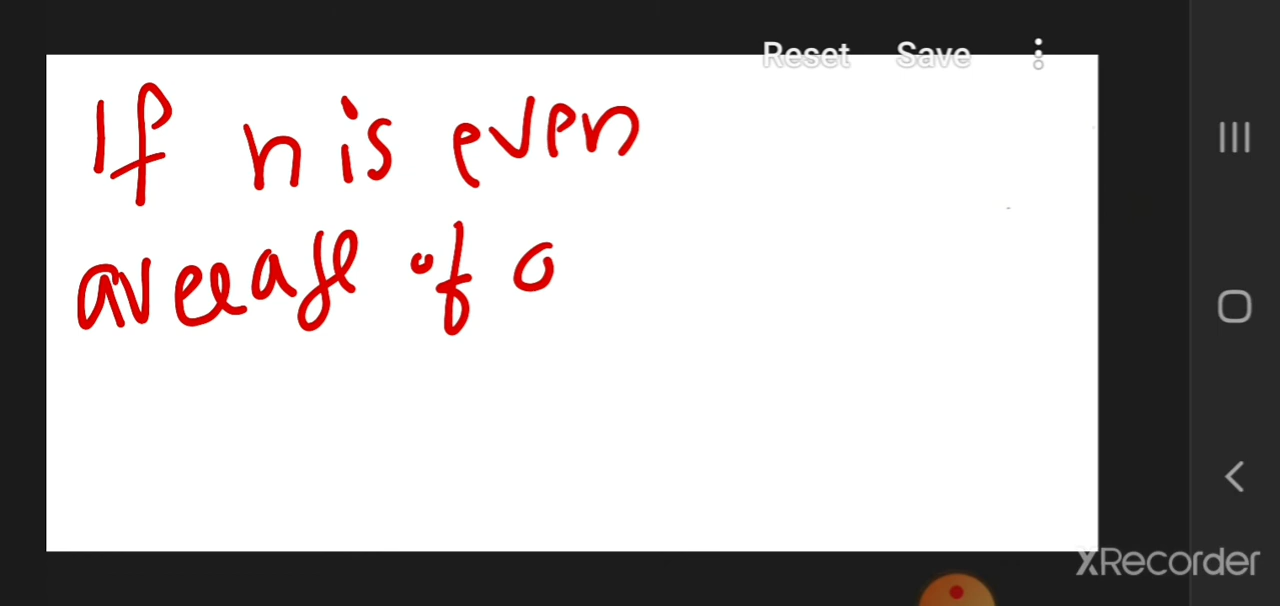 Reset Save
If n is even
average of o
XRecorder